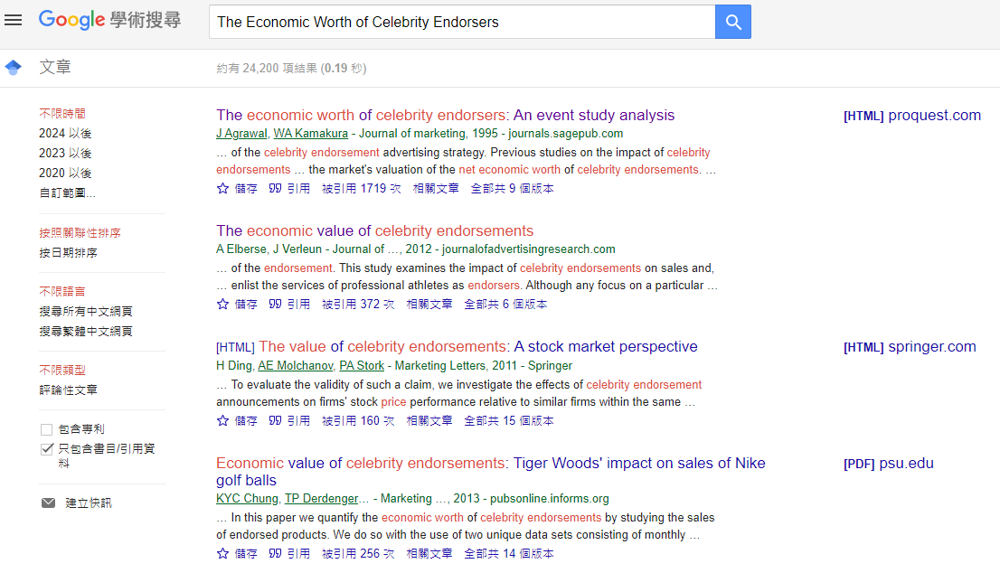 Google 學術搜尋
The Economic Worth of Celebrity Endorsers
文章
約有 24,200 項結果 (0.19 秒)
不限時間
2024 以後
2023 以後
2020 以後
自訂範圍...
按照關聯性排序
按日期排序
不限語言
搜尋所有中文網頁
搜尋繁體中文網頁
不限類型
評論性文章
包含專利
只包含書目/引用資
料
建立快訊
The economic worth of celebrity endorsers: An event study analysis
[HTML] proquest.com
J Agrawal, WA Kamakura - Journal of marketing, 1995 - journals.sagepub.com
… of the celebrity endorsement advertising strategy. Previous studies on the impact of celebrity
endorsements … the market's valuation of the net economic worth of celebrity endorsements. …
儲存 引用 被引用 1719 次 相關文章 全部共 9 個版本
The economic value of celebrity endorsements
A Elberse, J Verleun - Journal of …, 2012 - journalofadvertisingresearch.com
… of the endorsement. This study examines the impact of celebrity endorsements on sales and,
… enlist the services of professional athletes as endorsers. Although any focus on a particular …
儲存 引用 被引用 372 次 相關文章 全部共 6 個版本
[HTML] The value of celebrity endorsements: A stock market perspective
[HTML] springer.com
H Ding, AE Molchanov, PA Stork - Marketing Letters, 2011 - Springer
… To evaluate the validity of such a claim, we investigate the effects of celebrity endorsement
announcements on firms' stock price performance relative to similar firms within the same …
儲存 引用 被引用 160 次 相關文章 全部共 15 個版本
Economic value of celebrity endorsements: Tiger Woods' impact on sales of Nike
golf balls
[PDF] psu.edu
KYC Chung, TP Derdenger… - Marketing …, 2013 - pubsonline.informs.org
… In this paper we quantify the economic worth of celebrity endorsements by studying the sales
of endorsed products. We do so with the use of two unique data sets consisting of monthly …
儲存 引用 被引用 256 次 相關文章 全部共 14 個版本